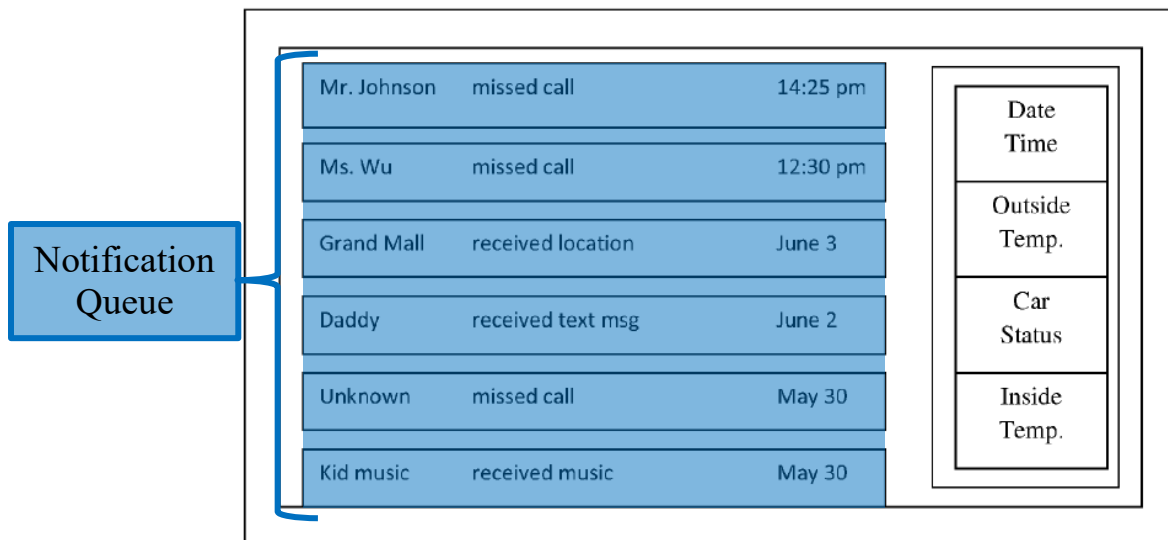 Notification
Queue
Mr. Johnson missed call 14:25 pm
Ms. Wu missed call 12:30 pm
Grand Mall received location June 3
Daddy received text msg June 2
Unknown missed call May 30
Kid music received music May 30
Date
Time
Outside
Temp.
Car
Status
Inside
Temp.